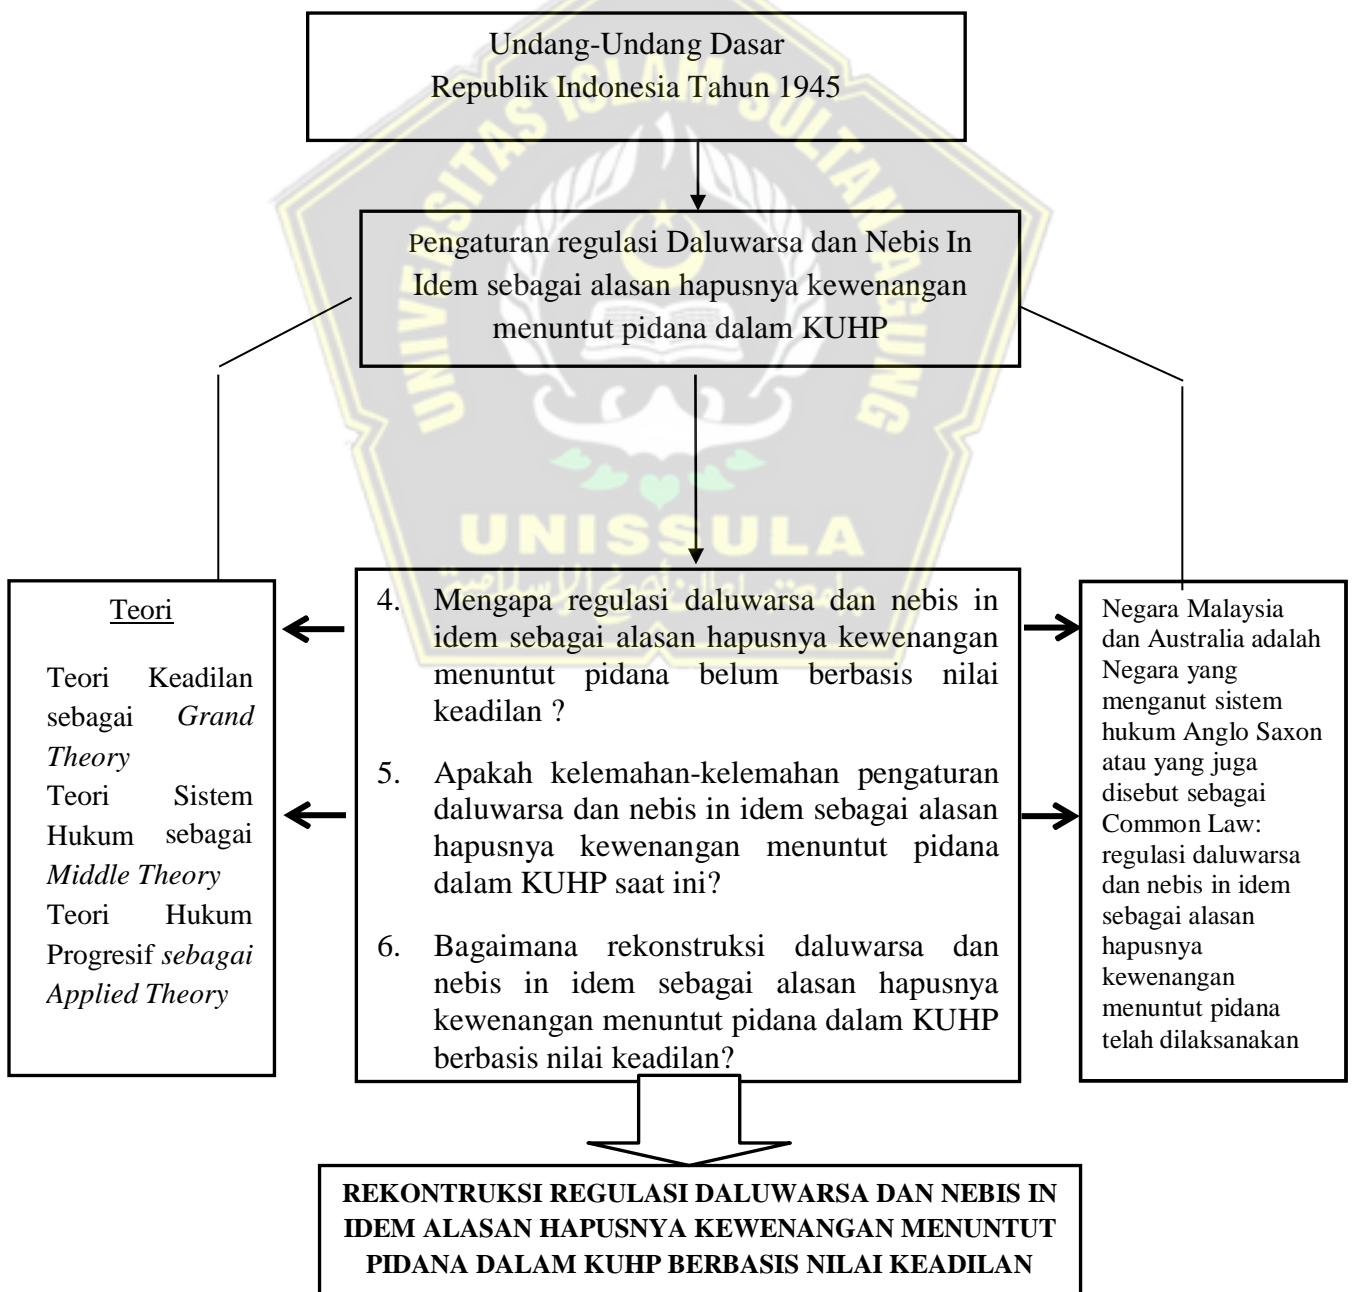 Undang-Undang Dasar
Republik Indonesia Tahun 1945
Pengaturan regulasi Daluwarsa dan Nebis In
Idem sebagai alasan hapusnya kewenangan
menuntut pidana dalam KUHP
UNIVERSITAS ISLAM SULTAN AGUNG
UNISSULA
Teori
Teori Keadilan
sebagai Grand
Theory
Teori Sistem
Hukum sebagai
Middle Theory
Teori Hukum
Progresif sebagai
Applied Theory
4. Mengapa regulasi daluwarsa dan nebis in
idem sebagai alasan hapusnya kewenangan
menuntut pidana belum berbasis nilai
keadilan ?
5. Apakah kelemahan-kelemahan pengaturan
daluwarsa dan nebis in idem sebagai alasan
hapusnya kewenangan menuntut pidana
dalam KUHP saat ini?
6. Bagaimana rekonstruksi daluwarsa dan
nebis in idem sebagai alasan hapusnya
kewenangan menuntut pidana dalam KUHP
berbasis nilai keadilan?
Negara Malaysia
dan Australia adalah
Negara yang
menganut sistem
hukum Anglo Saxon
atau yang juga
disebut sebagai
Common Law:
regulasi daluwarsa
dan nebis in idem
sebagai alasan
hapusnya
kewenangan
menuntut pidana
telah dilaksanakan
REKONTRUKSI REGULASI DALUWARSA DAN NEBIS IN
IDEM ALASAN HAPUSNYA KEWENANGAN MENUNTUT
PIDANA DALAM KUHP BERBASIS NILAI KEADILAN